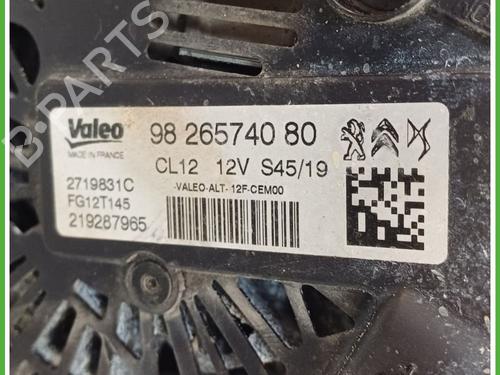 Valeo
MADE IN FRANCE
98 265740 80
CL12 12V S45/19
-VALEO-ALT-12F-CEM00
2719831C
FG12T145
219287965
B-PARTS